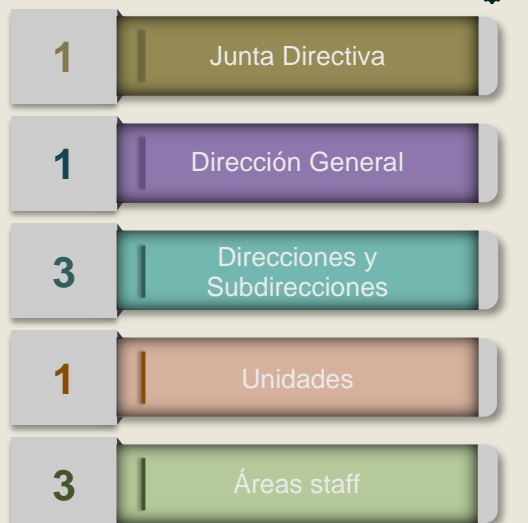 1
Junta Directiva
1
Dirección General
3
Direcciones y
Subdirecciones
1
Unidades
3
Áreas staff